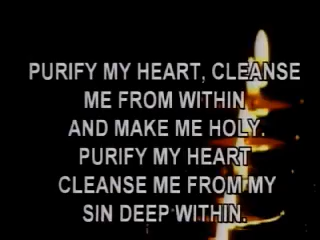 PURIFY MY HEART, CLEANSE
ME FROM WITHIN
AND MAKE ME HOLY.
PURIFY MY HEART
CLEANSE ME FROM MY
SIN DEEP WITHIN.